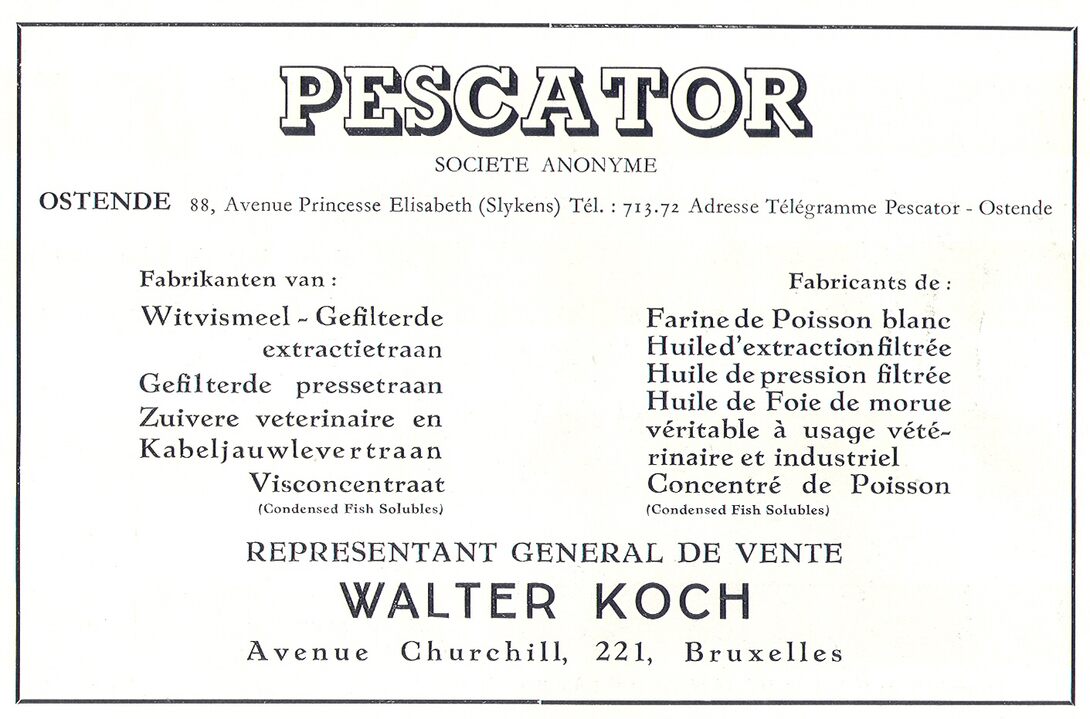 PESCATOR
SOCIETE ANONYME
OSTENDE 88, Avenue Princesse Elisabeth (Slykens) Tél. : 713.72 Adresse Télégramme Pescator - Ostende
Fabrikanten van :
Witvismeel - Gefilterde
extractietraan
Gefilterde pressetraan
Zuivere veterinaire en
Kabeljauwlevertraan
Visconcentraat
(Condensed Fish Solubles)
Fabricants de :
Farine de Poisson blanc
Huile d'extraction filtrée
Huile de pression filtrée
Huile de Foie de morue
véritable à usage vété-
rinaire et industriel
Concentré de Poisson
(Condensed Fish Solubles)
REPRESENTANT GENERAL DE VENTE
WALTER KOCH
Avenue Churchill, 221, Bruxelles